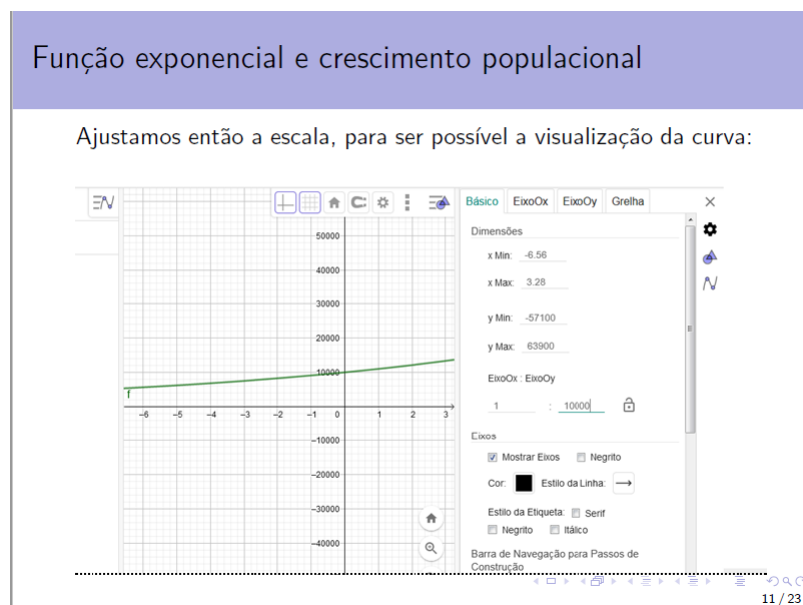 Função exponencial e crescimento populacional
Ajustamos então a escala, para ser possível a visualização da curva:
Básico EixoOx EixoOy Grelha
Dimensões
x Min: -6.56
x Max: 3.28
y Min: -57100
y Max: 63900
EixoOx : EixoOy
1 : 10000
Eixos
Mostrar Eixos Negrito
Cor: Estilo da Linha:
Estilo da Etiqueta: Serif
Negrito Itálico
Barra de Navegação para Passos de
Construção
50000
40000
30000
20000
10000
f
–6 –5 –4 –3 –2 –1 0 1 2 3
–10000
–20000
–30000
–40000
11 / 23